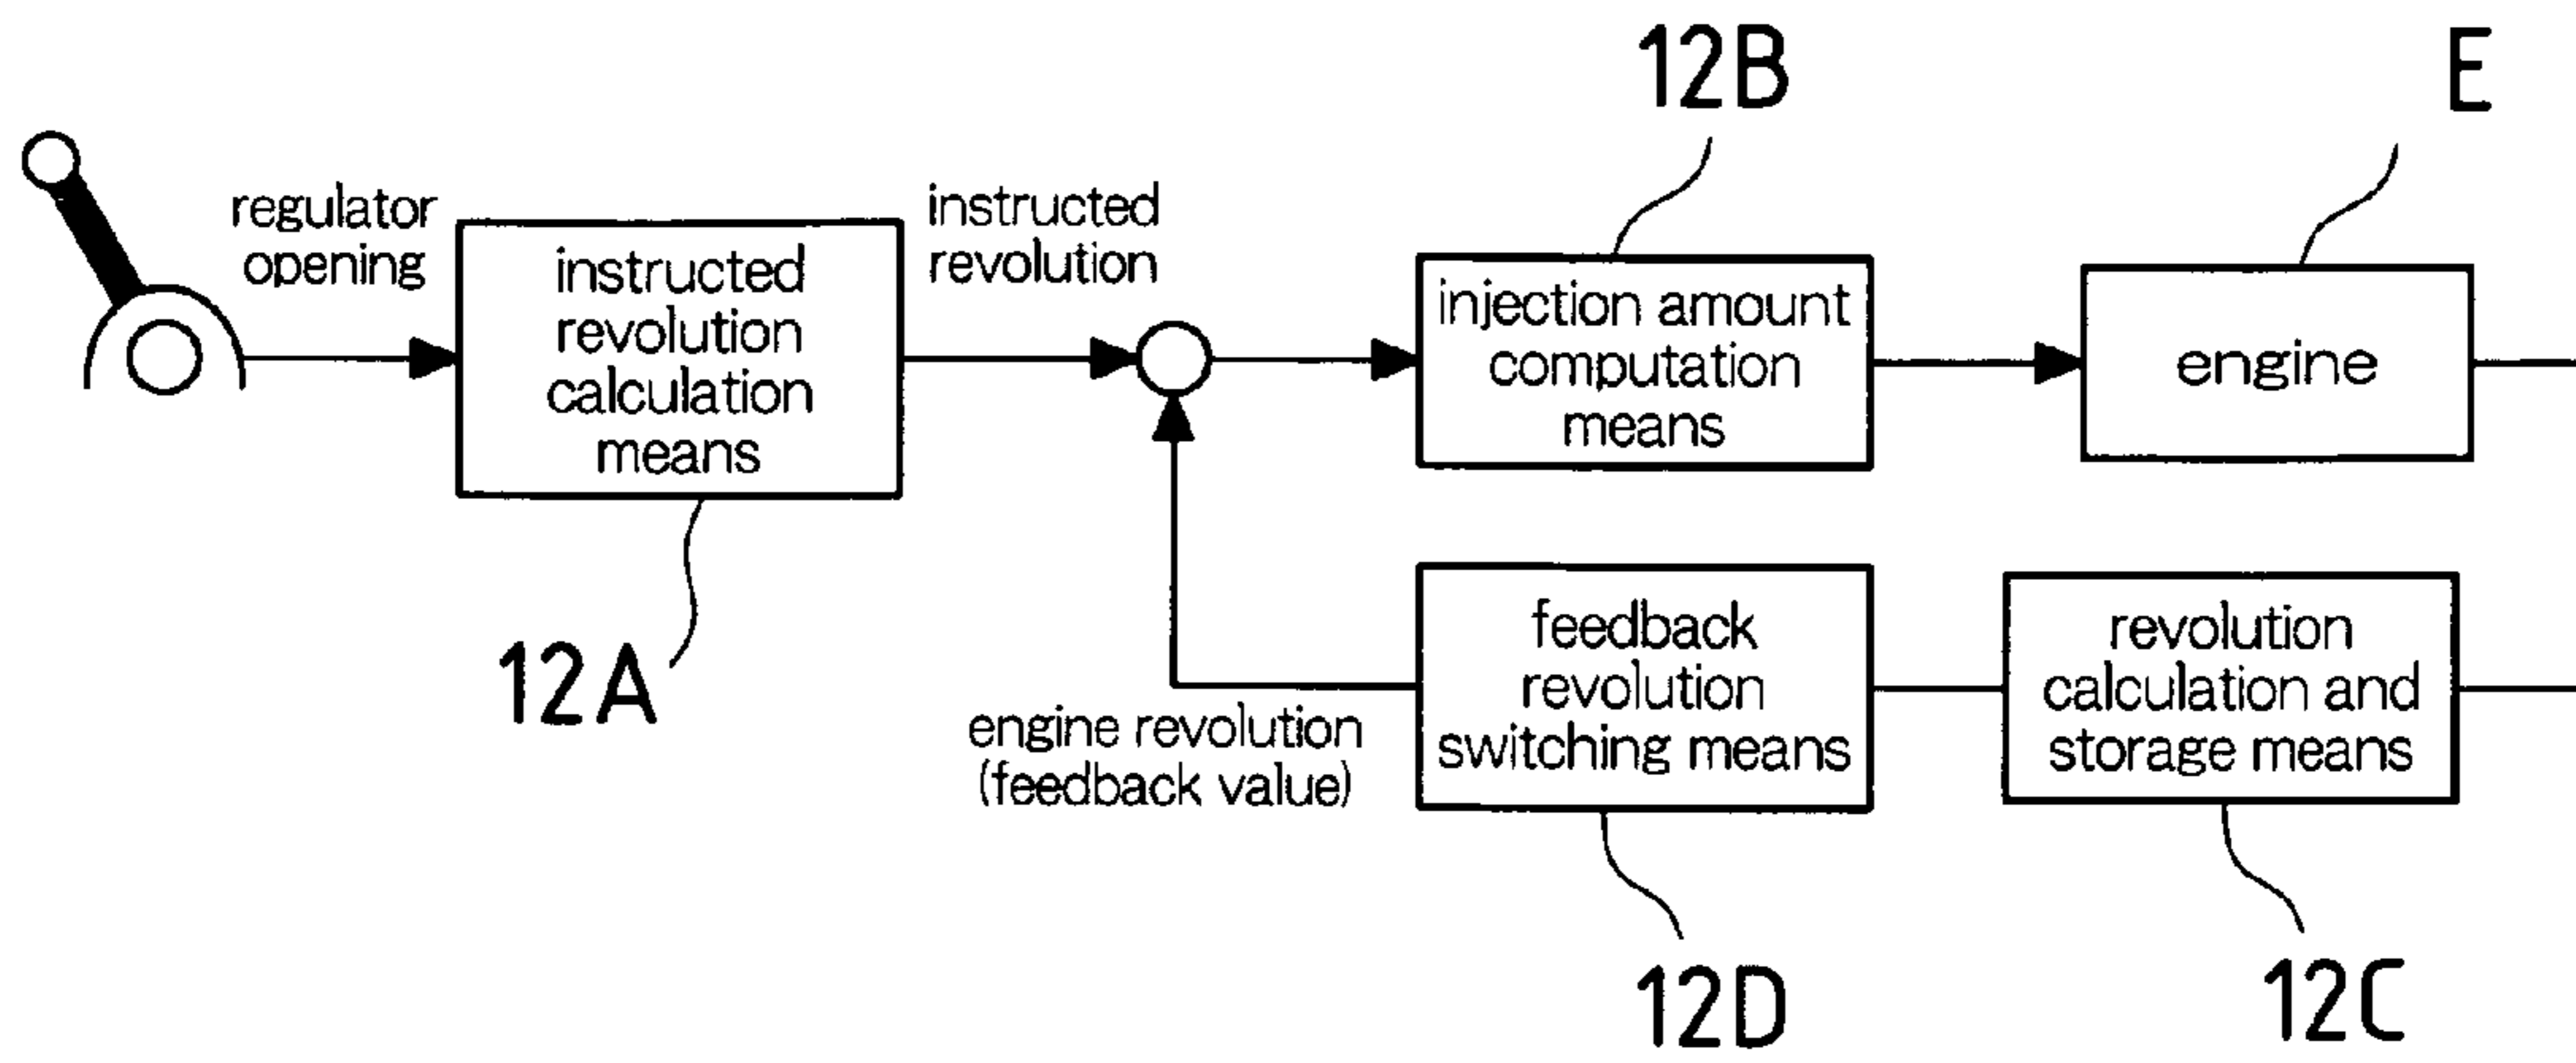 12B
E
regulator
opening
instructed
revolution
calculation
means
instructed
revolution
injection amount
computation
means
engine
12A
engine revolution
(feedback value)
feedback
revolution
switching means
revolution
calculation and
storage means
12D
12C